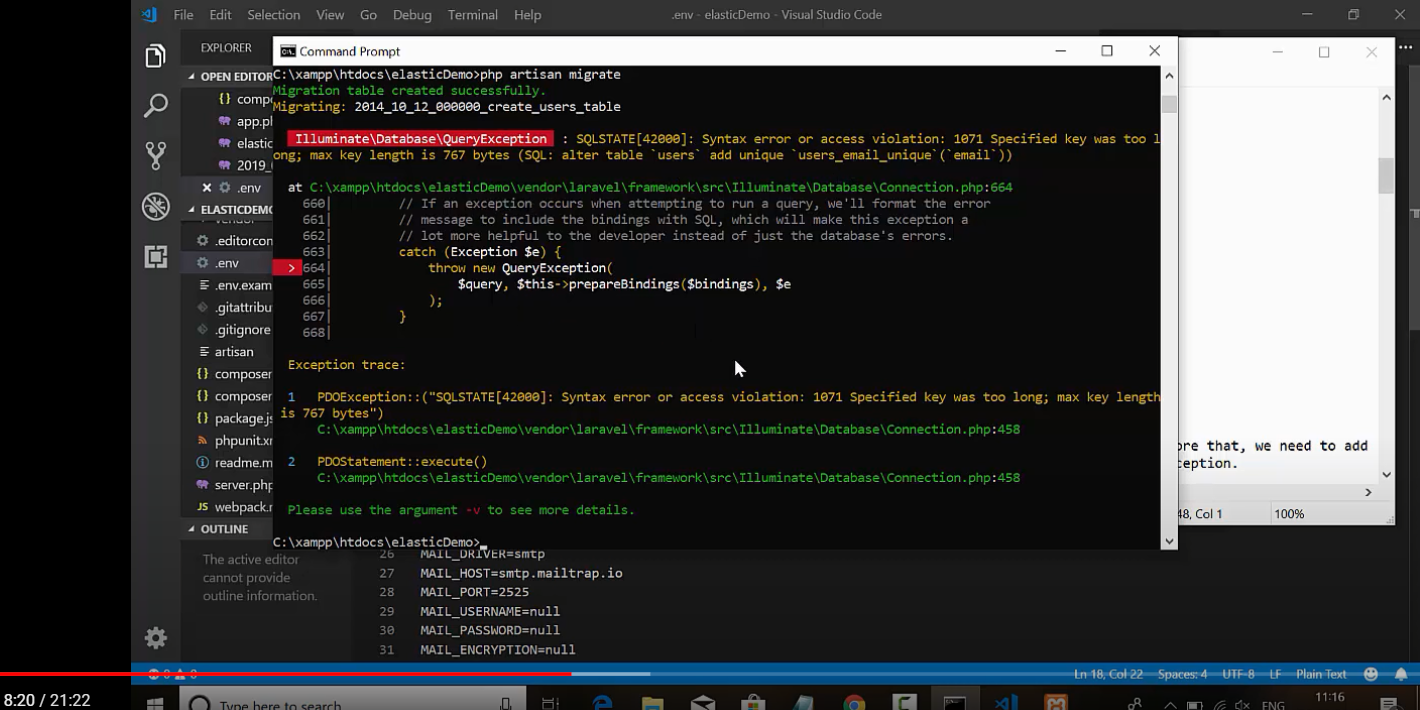 File Edit Selection View Go Debug Terminal Help
.env - elasticDemo - Visual Studio Code
EXPLORER
OPEN EDITOR
{} comp
app.p
elastic
2019_
.env
ELASTICDEMO
.editorcon
.env
.env.exam
.gitattribu
.gitignore
artisan
{} composer
{} composer
{} package.js
phpunit.xr
readme.m
server.php
JS webpack.r
OUTLINE
The active editor
cannot provide
outline information.
Command Prompt
C:\xampp\htdocs\elasticDemo>php artisan migrate
Migration table created successfully.
Migrating: 2014_10_12_000000_create_users_table
Illuminate\Database\QueryException : SQLSTATE[42000]: Syntax error or access violation: 1071 Specified key was too l
ong; max key length is 767 bytes (SQL: alter table `users` add unique `users_email_unique`(`email`))
at C:\xampp\htdocs\elasticDemo\vendor\laravel\framework\src\Illuminate\Database\Connection.php:664
660| // If an exception occurs when attempting to run a query, we'll format the error
661| // message to include the bindings with SQL, which will make this exception a
662| // lot more helpful to the developer instead of just the database's errors.
663| catch (Exception $e) {
> 664| throw new QueryException(
665| $query, $this->prepareBindings($bindings), $e
666| );
667| }
668|
Exception trace:
1 PDOException::("SQLSTATE[42000]: Syntax error or access violation: 1071 Specified key was too long; max key length
is 767 bytes")
C:\xampp\htdocs\elasticDemo\vendor\laravel\framework\src\Illuminate\Database\Connection.php:458
2 PDOStatement::execute()
C:\xampp\htdocs\elasticDemo\vendor\laravel\framework\src\Illuminate\Database\Connection.php:458
Please use the argument -v to see more details.
C:\xampp\htdocs\elasticDemo>_
ore that, we need to add
ception.
48, Col 1 100%
26 MAIL_DRIVER=smtp
27 MAIL_HOST=smtp.mailtrap.io
28 MAIL_PORT=2525
29 MAIL_USERNAME=null
30 MAIL_PASSWORD=null
31 MAIL_ENCRYPTION=null
Ln 18, Col 22 Spaces: 4 UTF-8 LF Plain Text
8:20 / 21:22
Type here to search
ENG
11:16